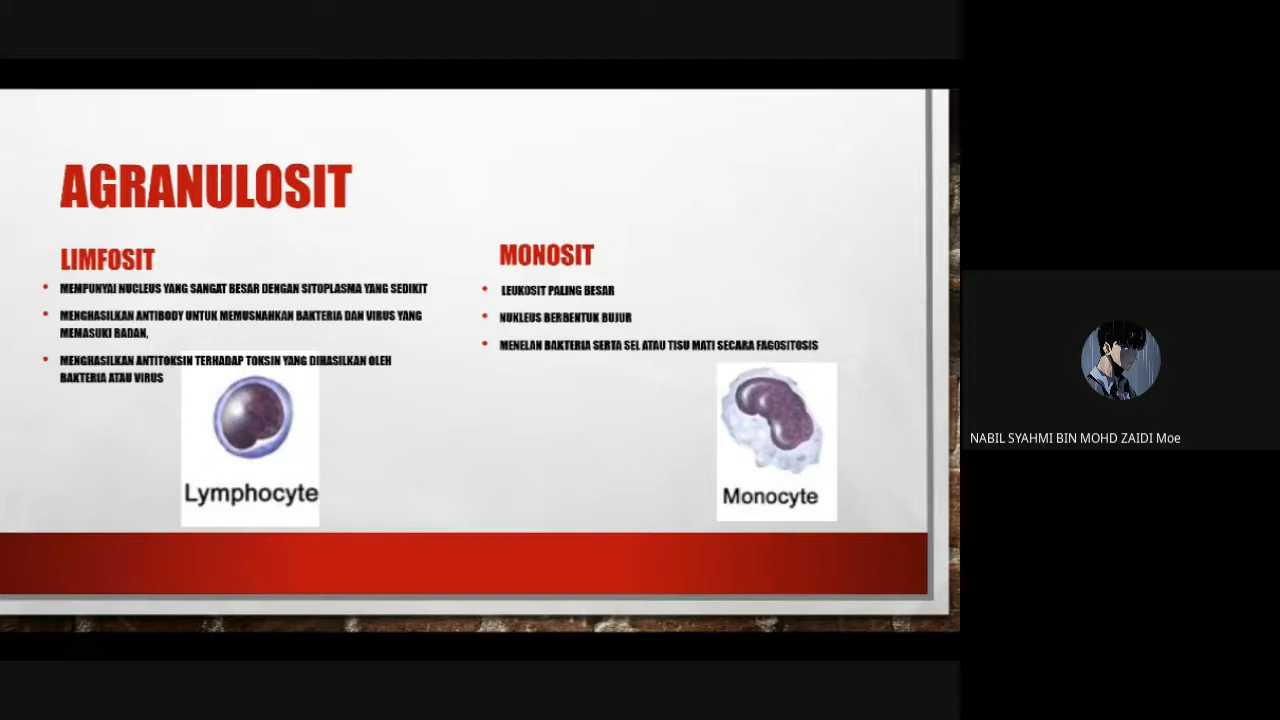 AGRANULOSIT
LIMFOSIT
• MEMPUNYAI NUCLEUS YANG SANGAT BESAR DENGAN SITOPLASMA YANG SEDIKIT
• MENGHASILKAN ANTIBODY UNTUK MEMUSNAHKAN BAKTERIA DAN VIRUS YANG
MEMASUKI BADAN,
• MENGHASILKAN ANTITOKSIN TERHADAP TOKSIN YANG DIHASILKAN OLEH
BAKTERIA ATAU VIRUS
Lymphocyte
MONOSIT
• LEUKOSIT PALING BESAR
• NUKLEUS BERBENTUK BUJUR
• MENELAN BAKTERIA SERTA SEL ATAU TISU MATI SECARA FAGOSITOSIS
Monocyte
NABIL SYAHMI BIN MOHD ZAIDI Moe